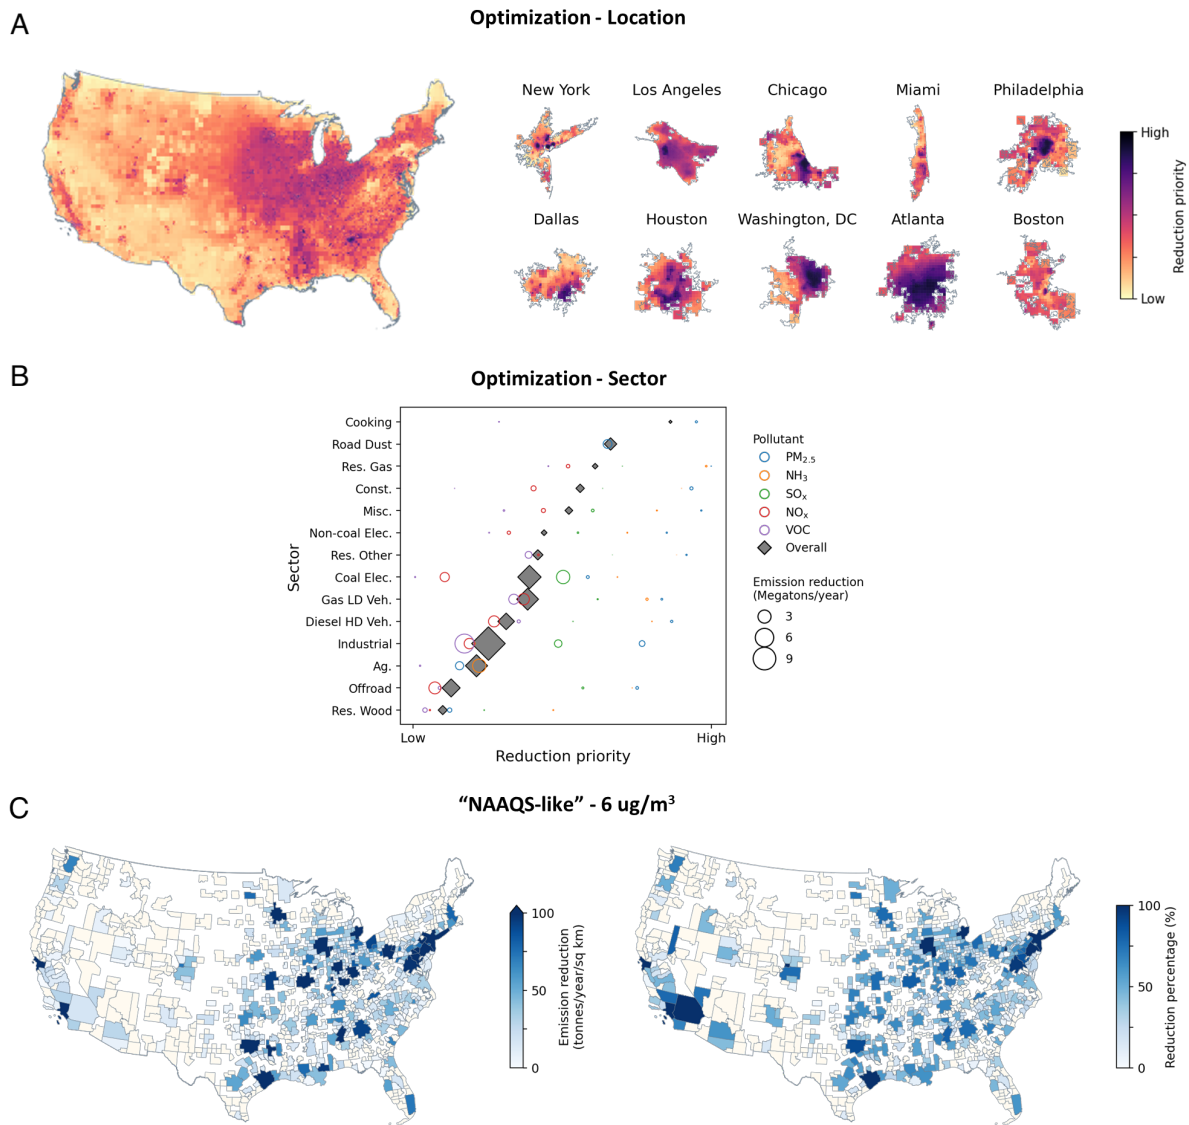 A
Optimization - Location
New York
Los Angeles
Chicago
Miami
Philadelphia
Dallas
Houston
Washington, DC
Atlanta
Boston
High
Low
Reduction priority
B
Optimization - Sector
Sector
Cooking
Road Dust
Res. Gas
Const.
Misc.
Non-coal Elec.
Res. Other
Coal Elec.
Gas LD Veh.
Diesel HD Veh.
Industrial
Ag.
Offroad
Res. Wood
Low
High
Reduction priority
Pollutant
PM2.5
NH3
SOx
NOx
VOC
Overall
Emission reduction
(Megatons/year)
3
6
9
C
“NAAQS-like” - 6 ug/m³
100
50
0
Emission reduction
(tonnes/year/sq km)
100
50
0
Reduction percentage (%)